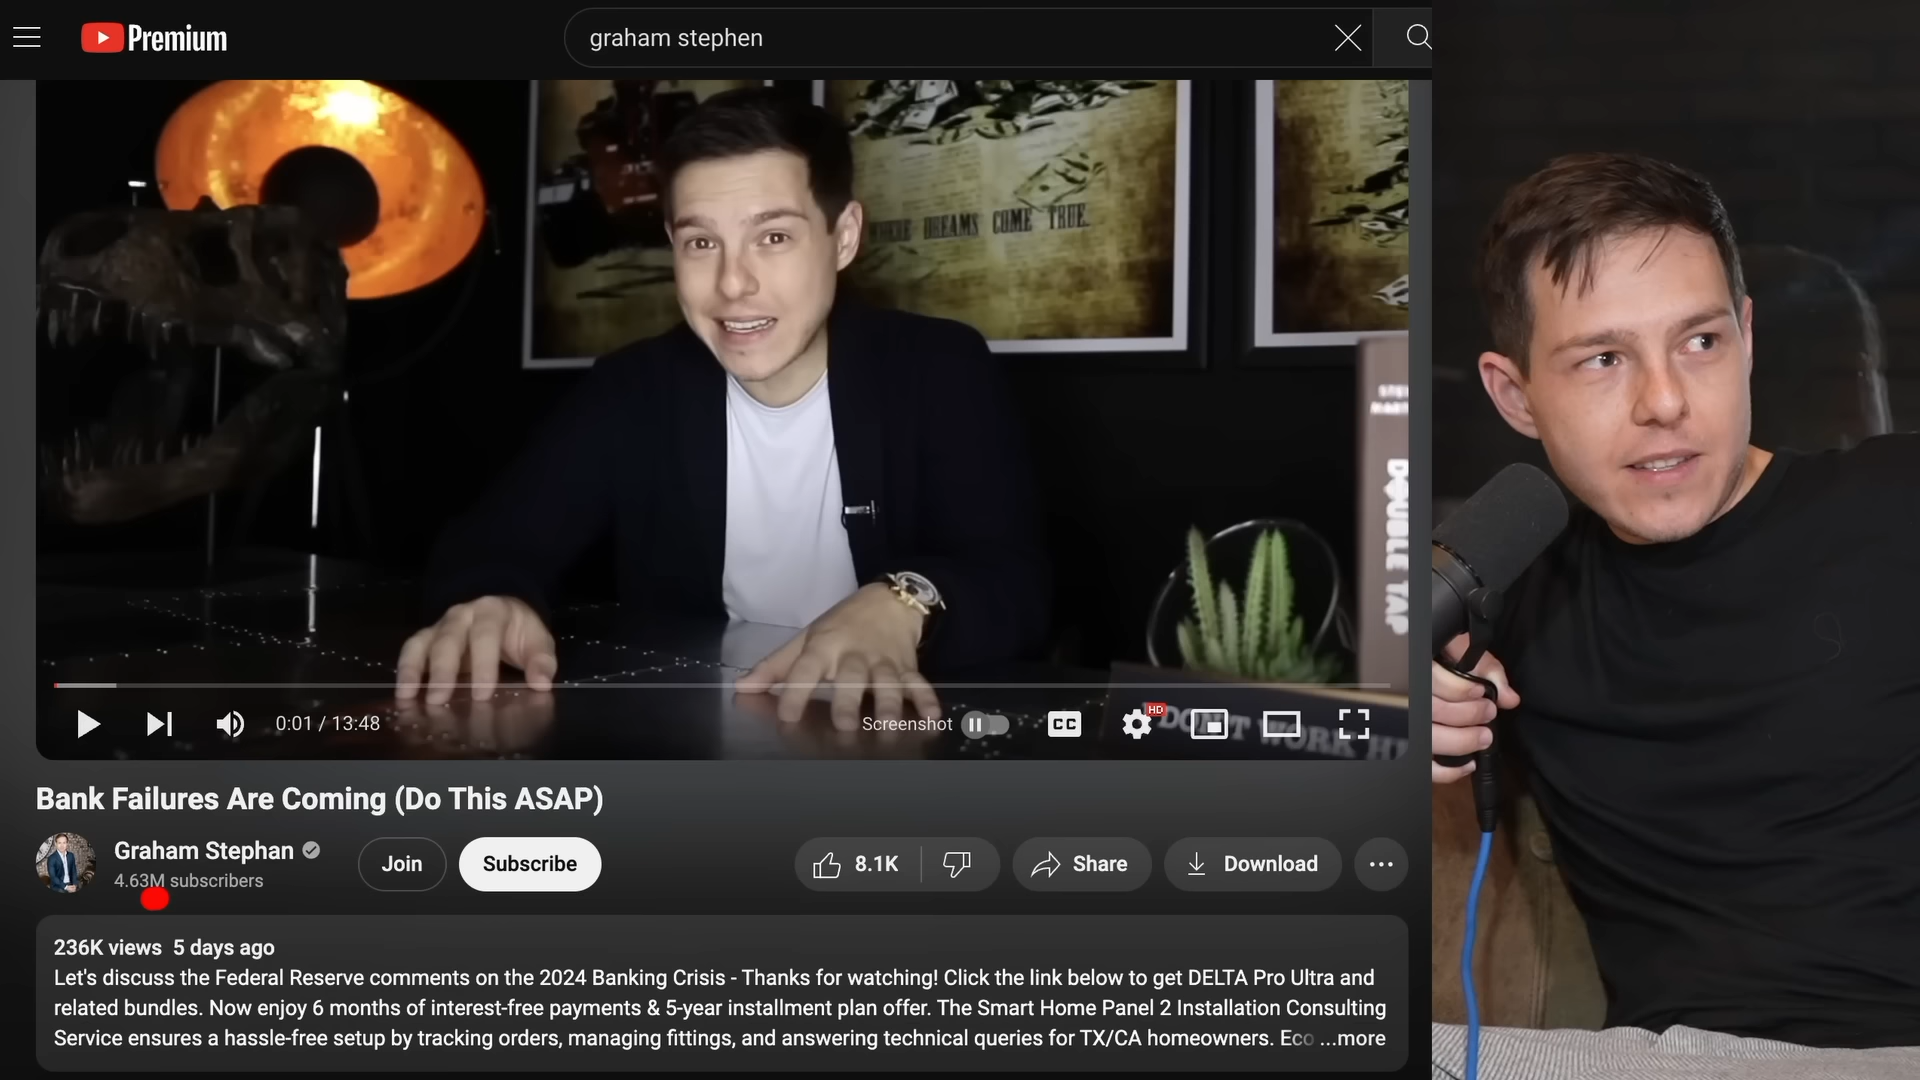 Premium
graham stephen
WHERE DREAMS COME TRUE.
DOUBLE TAP
DON'T WORK
0:01 / 13:48
Screenshot
CC
HD
Bank Failures Are Coming (Do This ASAP)
Graham Stephan
4.63M subscribers
Join
Subscribe
8.1K
Share
Download
236K views 5 days ago
Let's discuss the Federal Reserve comments on the 2024 Banking Crisis - Thanks for watching! Click the link below to get DELTA Pro Ultra and
related bundles. Now enjoy 6 months of interest-free payments & 5-year installment plan offer. The Smart Home Panel 2 Installation Consulting
Service ensures a hassle-free setup by tracking orders, managing fittings, and answering technical queries for TX/CA homeowners. Eco ...more